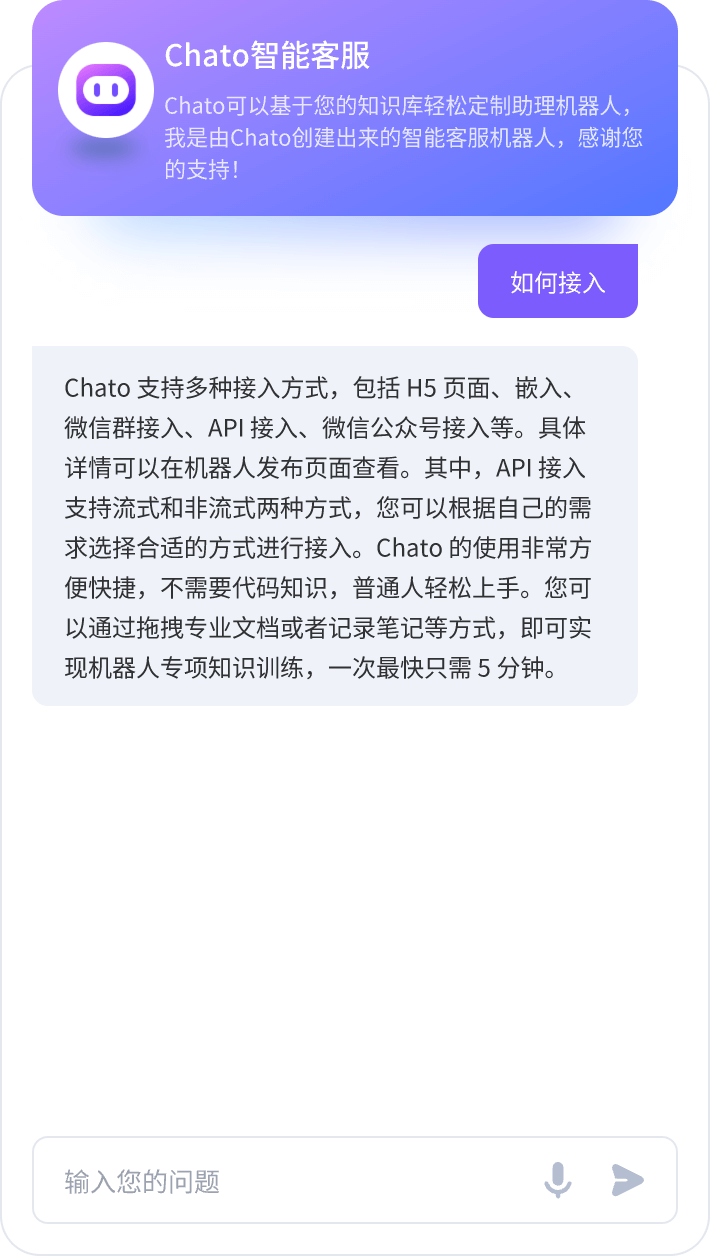 Chato智能客服
Chato可以基于您的知识库轻松定制助理机器人，
我是由Chato创建出来的智能客服机器人，感谢您
的支持！
如何接入
Chato 支持多种接入方式，包括 H5 页面、嵌入、
微信群接入、API 接入、微信公众号接入等。具体
详情可以在机器人发布页面查看。其中，API 接入
支持流式和非流式两种方式，您可以根据自己的需
求选择合适的方式进行接入。Chato 的使用非常方
便快捷，不需要代码知识，普通人轻松上手。您可
以通过拖拽专业文档或者记录笔记等方式，即可实
现机器人专项知识训练，一次最快只需 5 分钟。
输入您的问题